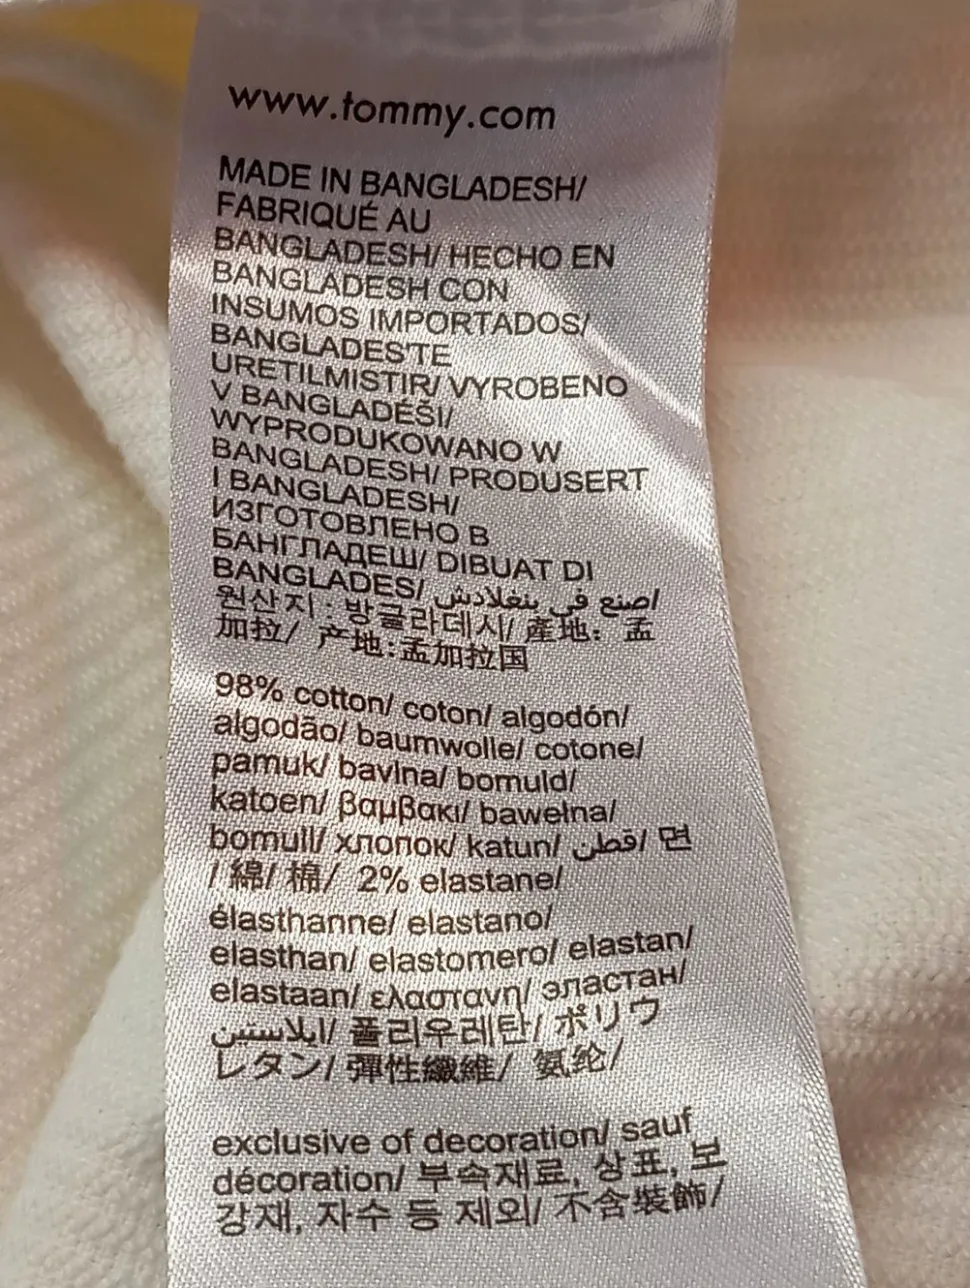 www.tommy.com
MADE IN BANGLADESH/
FABRIQUÉ AU
BANGLADESH/ HECHO EN
BANGLADESH CON
INSUMOS IMPORTADOS/
BANGLADES'TE
URETILMISTIR/ VYROBENO
V BANGLADÉŠI/
WYPRODUKOWANO W
BANGLADESH/ PRODUSERT
I BANGLADESH/
ИЗГОТОВЛЕНО В
БАНГЛАДЕШ/ DIBUAT DI
BANGLADES/ صنع في بنغلادش/
원산지 : 방글라데시/ 產地: 孟
加拉/ 产地:孟加拉国
98% cotton/ coton/ algodón/
algodão/ baumwolle/ cotone/
pamuk/ bavlna/ bomuld/
katoen/ βαμβακι/ bawełna/
bomull/ хлопок/ katun/ قطن/ 면
/ 綿/ 棉/ 2% elastane/
élasthanne/ elastano/
elasthan/ elastomero/ elastan/
elastaan/ ελαστανη/ эластан/
ايلاستين/ 폴리우레탄/ ポリウ
レタン/ 彈性纖維/ 氨纶/
exclusive of decoration/ sauf
décoration/ 부속재료, 상표, 보
강재, 자수 등 제외/ 不含裝飾/